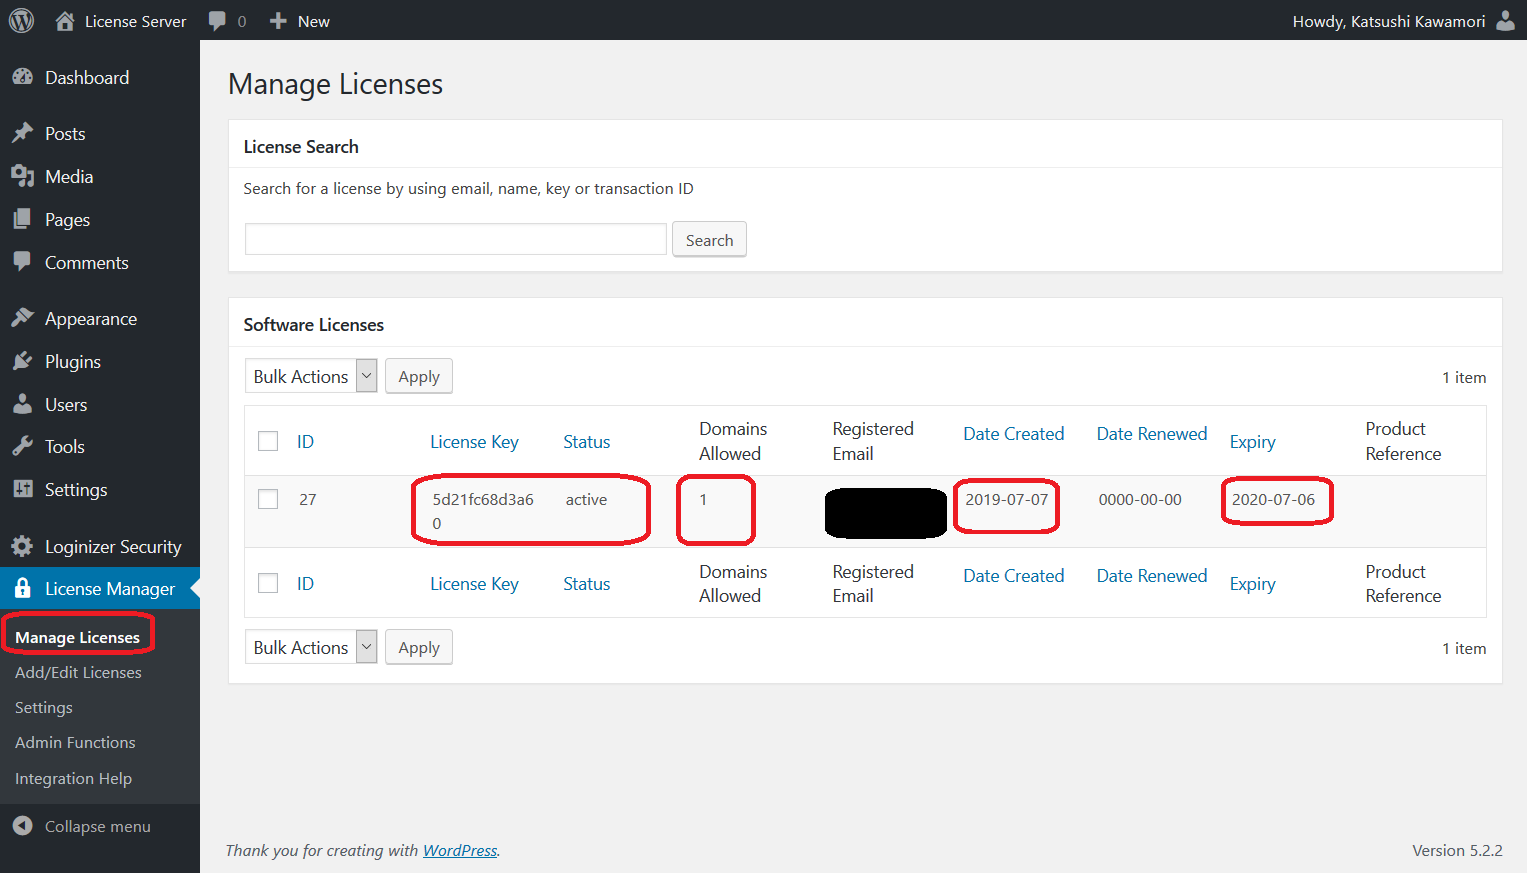 License Server
0
New
Howdy, Katsushi Kawamori
Dashboard
Posts
Media
Pages
Comments
Appearance
Plugins
Users
Tools
Settings
Loginizer Security
License Manager
Manage Licenses
Add/Edit Licenses
Settings
Admin Functions
Integration Help
Collapse menu
Manage Licenses
License Search
Search for a license by using email, name, key or transaction ID
Search
Software Licenses
Bulk Actions
Apply
1 item
ID
License Key
Status
Domains
Allowed
Registered
Email
Date Created
Date Renewed
Expiry
Product
Reference
27
5d21fc68d3a6
0
active
1
2019-07-07
0000-00-00
2020-07-06
ID
License Key
Status
Domains
Allowed
Registered
Email
Date Created
Date Renewed
Expiry
Product
Reference
Bulk Actions
Apply
1 item
Thank you for creating with WordPress.
Version 5.2.2